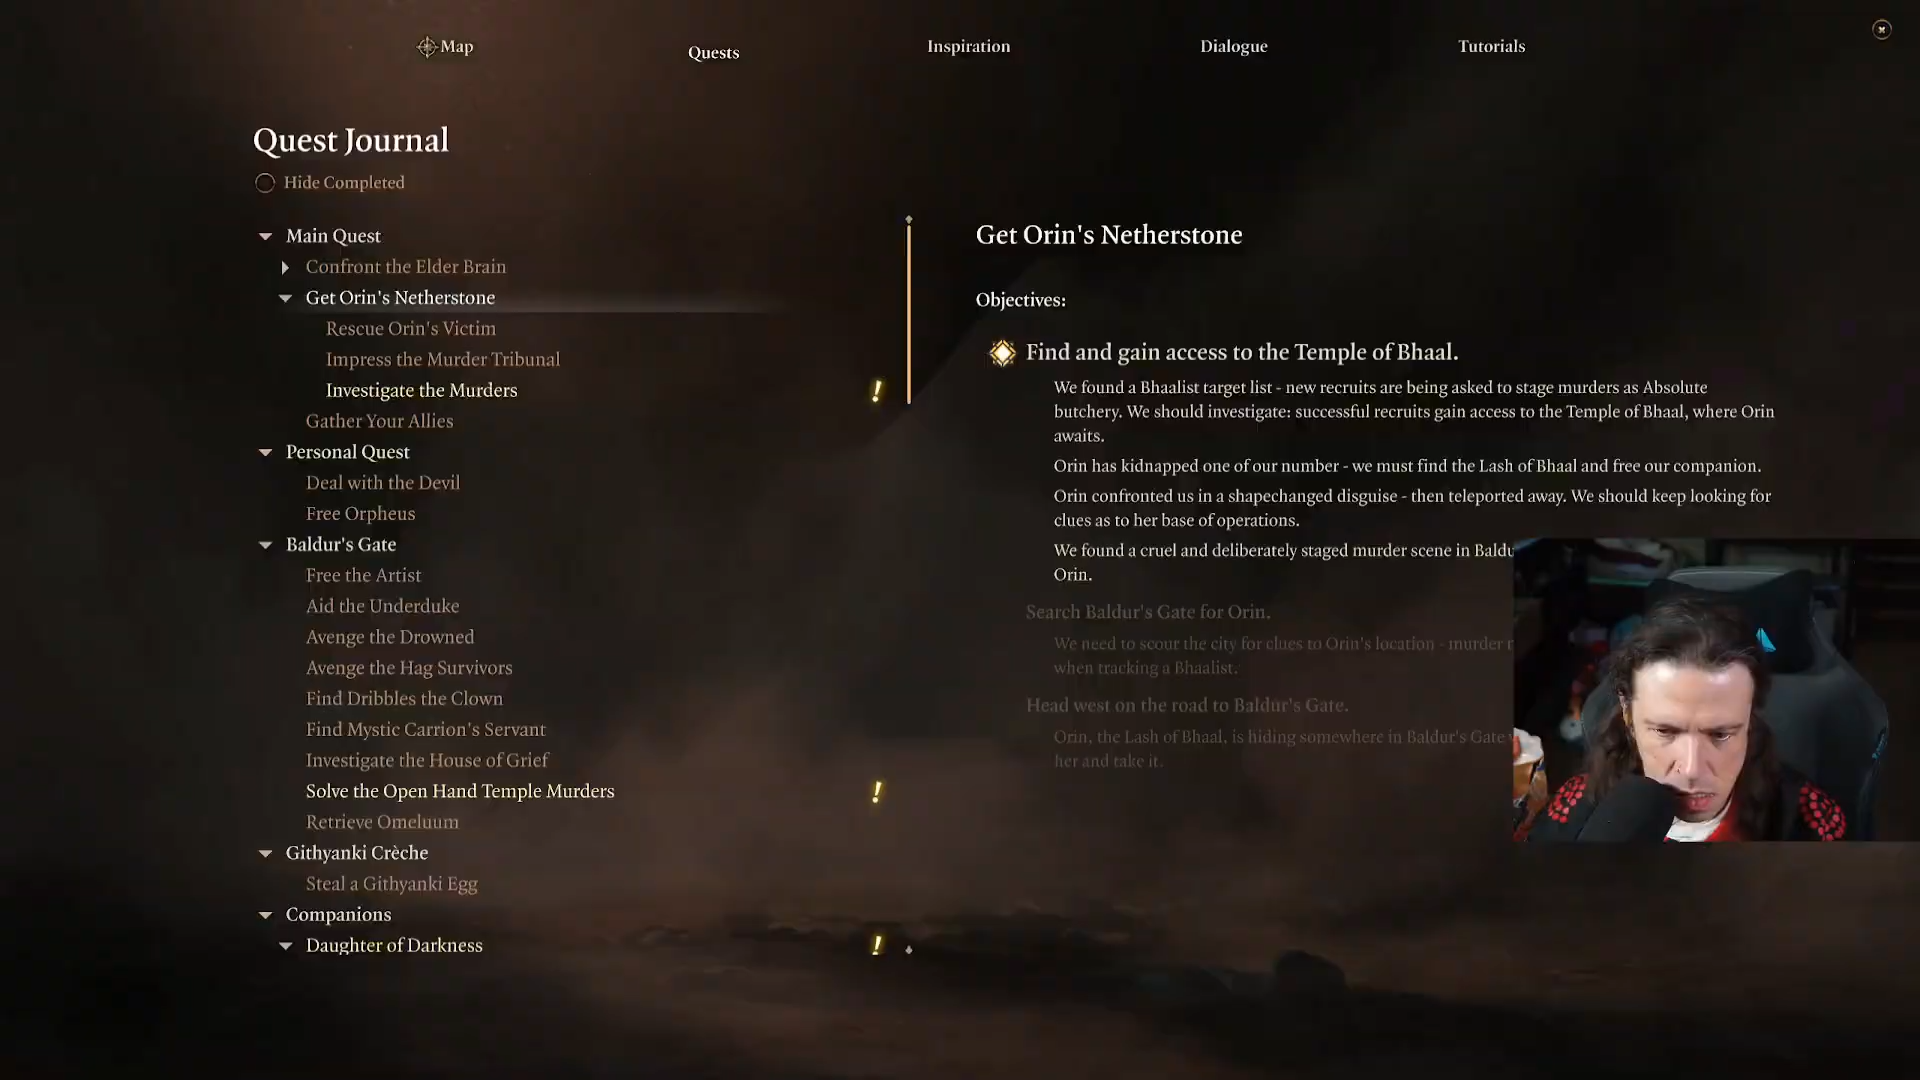 Map
Quests
Inspiration
Dialogue
Tutorials
Quest Journal
Hide Completed
Main Quest
Confront the Elder Brain
Get Orin's Netherstone
Rescue Orin's Victim
Impress the Murder Tribunal
Investigate the Murders
Gather Your Allies
Personal Quest
Deal with the Devil
Free Orpheus
Baldur's Gate
Free the Artist
Aid the Underduke
Avenge the Drowned
Avenge the Hag Survivors
Find Dribbles the Clown
Find Mystic Carrion's Servant
Investigate the House of Grief
Solve the Open Hand Temple Murders
Retrieve Omeluum
Githyanki Crèche
Steal a Githyanki Egg
Companions
Daughter of Darkness
Get Orin's Netherstone
Objectives:
Find and gain access to the Temple of Bhaal.
We found a Bhaalist target list - new recruits are being asked to stage murders as Absolute
butchery. We should investigate: successful recruits gain access to the Temple of Bhaal, where Orin
awaits.
Orin has kidnapped one of our number - we must find the Lash of Bhaal and free our companion.
Orin confronted us in a shapechanged disguise - then teleported away. We should keep looking for
clues as to her base of operations.
We found a cruel and deliberately staged murder scene in
Orin.
Search Baldur's Gate for Orin.
We need to scout the city for clues to Orin's location - murder
when tracking a Bhaalist.
Head west on the road to Baldur's Gate.
Orin, the Lash of Bhaal, is hiding somewhere in Baldur's Gate
her and take it.